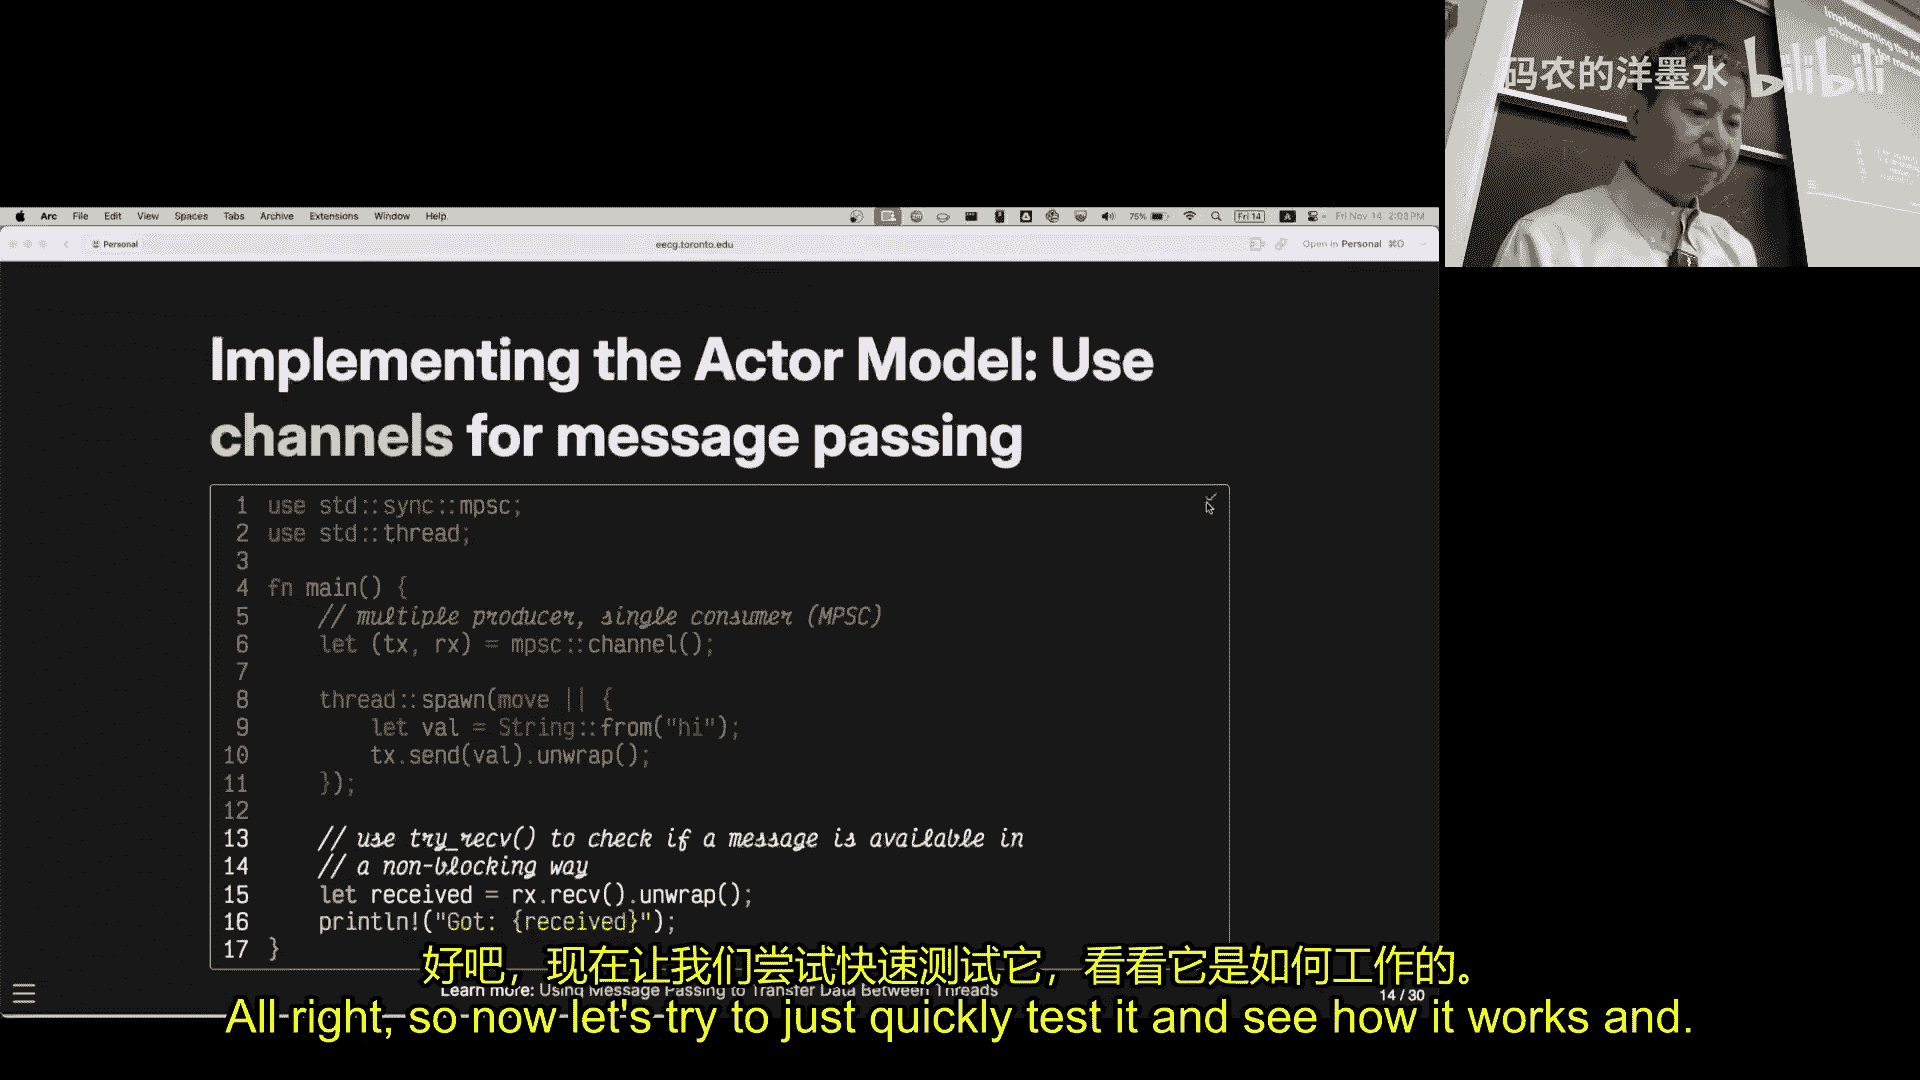 码农的洋墨水 bilibili
Arc File Edit View Spaces Tabs Archive Extensions Window Help
75% Fri 14 A Fri Nov 14 2:03 PM
Personal eecg.toronto.edu Open in Personal ⌘O
Implementing the Actor Model: Use
channels for message passing
1 use std::sync::mpsc;
2 use std::thread;
3
4 fn main() {
5 // multiple producer, single consumer (MPSC)
6 let (tx, rx) = mpsc::channel();
7
8 thread::spawn(move || {
9 let val = String::from("hi");
10 tx.send(val).unwrap();
11 });
12
13 // use try_recv() to check if a message is available in
14 // a non-blocking way
15 let received = rx.recv().unwrap();
16 println!("Got: {received}");
17 }
好吧，现在让我们尝试快速测试它，看看它是如何工作的。
Learn more: Using Message Passing to Transfer Data Between Threads
14 / 30
All right, so now let's try to just quickly test it and see how it works and.